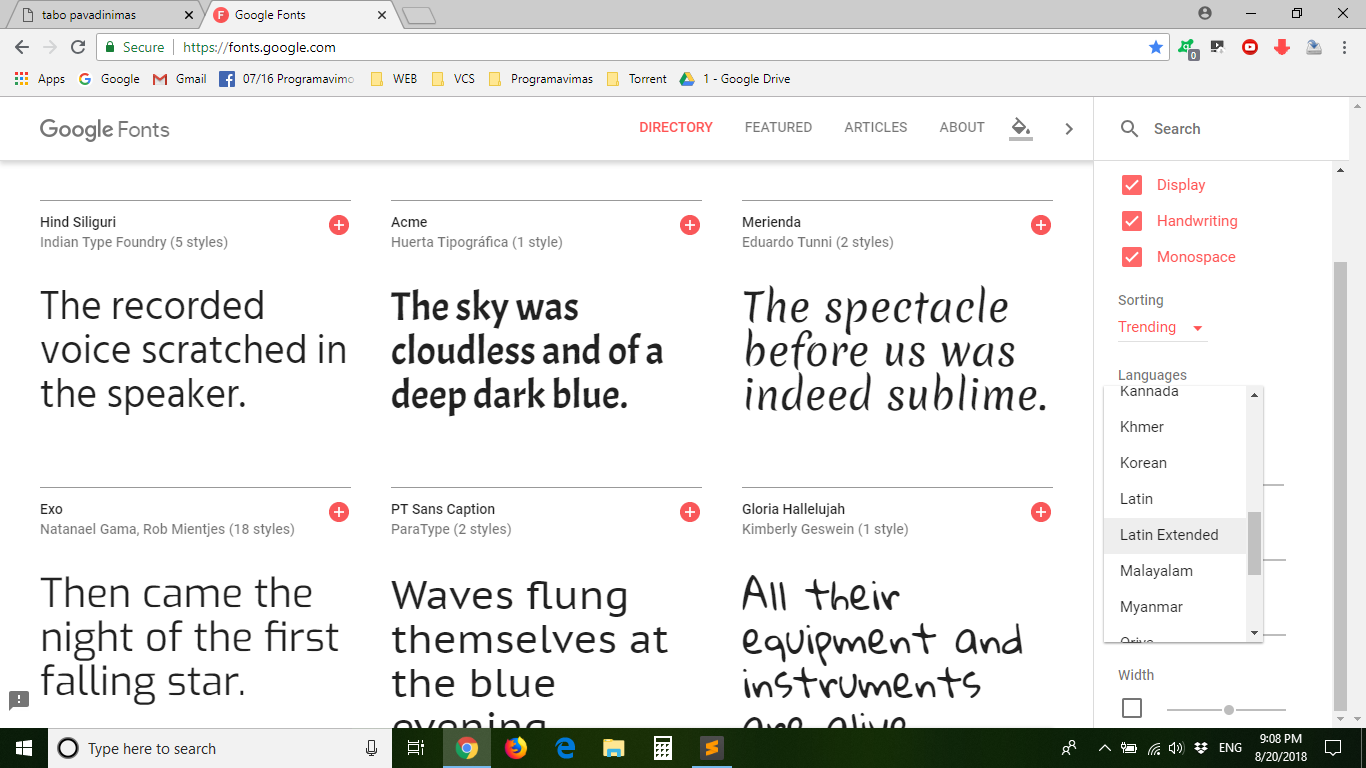 tabo pavadinimas
Google Fonts
Secure
https://fonts.google.com
0
Apps
Google
Gmail
07/16 Programavimo
WEB
VCS
Programavimas
Torrent
1 - Google Drive
Google Fonts
DIRECTORY
FEATURED
ARTICLES
ABOUT
Search
Hind Siliguri
Indian Type Foundry (5 styles)
The recorded
voice scratched in
the speaker.
Acme
Huerta Tipográfica (1 style)
The sky was
cloudless and of a
deep dark blue.
Merienda
Eduardo Tunni (2 styles)
The spectacle
before us was
indeed sublime.
Exo
Natanael Gama, Rob Mientjes (18 styles)
Then came the
night of the first
falling star.
PT Sans Caption
ParaType (2 styles)
Waves flung
themselves at
the blue
evening.
Gloria Hallelujah
Kimberly Geswein (1 style)
All their
equipment and
instruments
are alive.
Display
Handwriting
Monospace
Sorting
Trending
Languages
Kannada
Khmer
Korean
Latin
Latin Extended
Malayalam
Myanmar
Oriya
Width
Type here to search
ENG
9:08 PM
8/20/2018